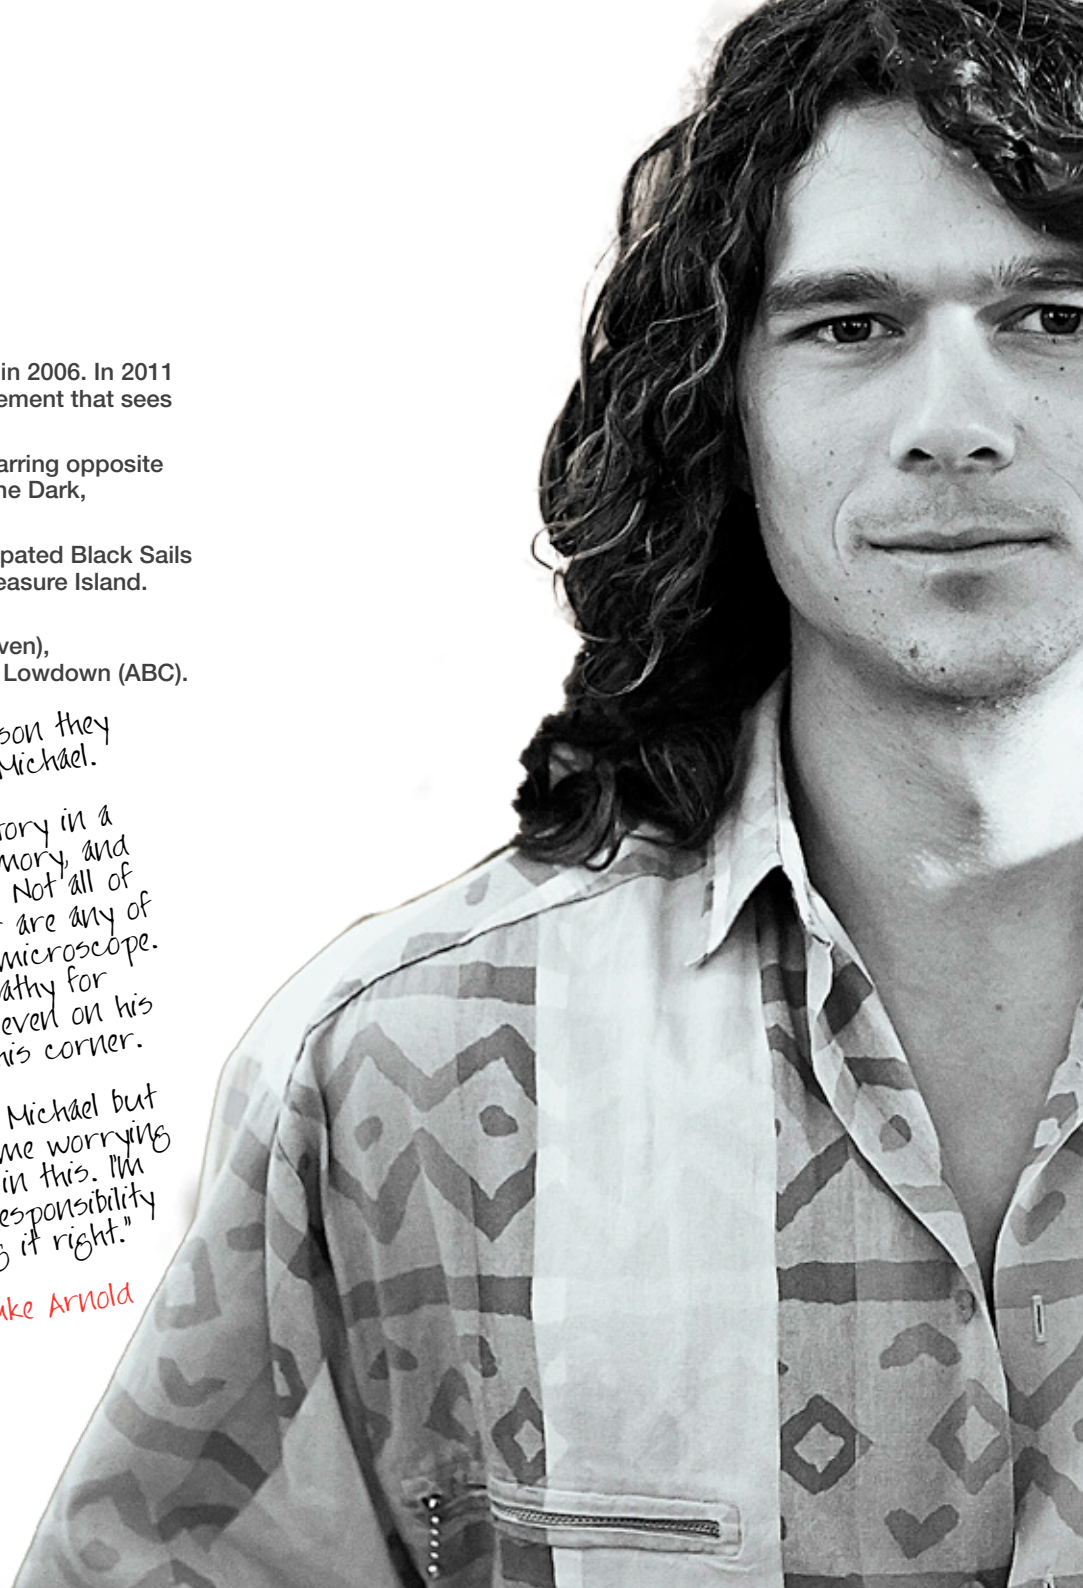 in 2006. In 2011
ement that sees
arring opposite
ne Dark,
pated Black Sails
easure Island.
ven),
Lowdown (ABC).
son they
Michael.
tory in a
mory, and
Not all of
are any of
microscope.
athy for
even on his
his corner.
Michael but
me worrying
in this. "I'm
esponsibility
g it right."
uke Arnold